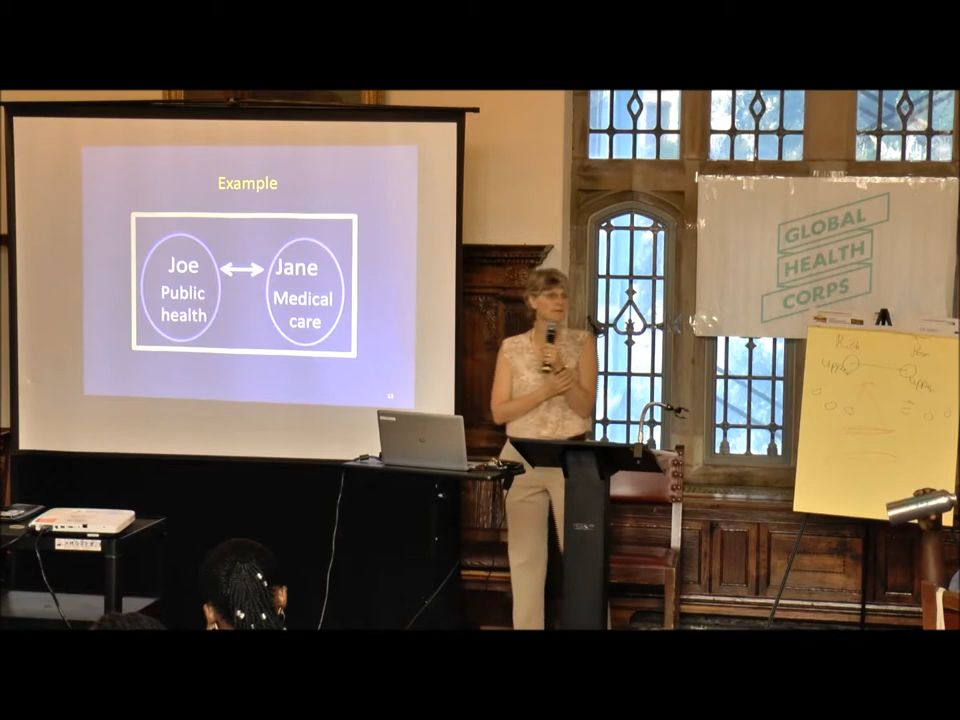 Example
Joe
Public
health
Jane
Medical
care
GLOBAL
HEALTH
CORPS